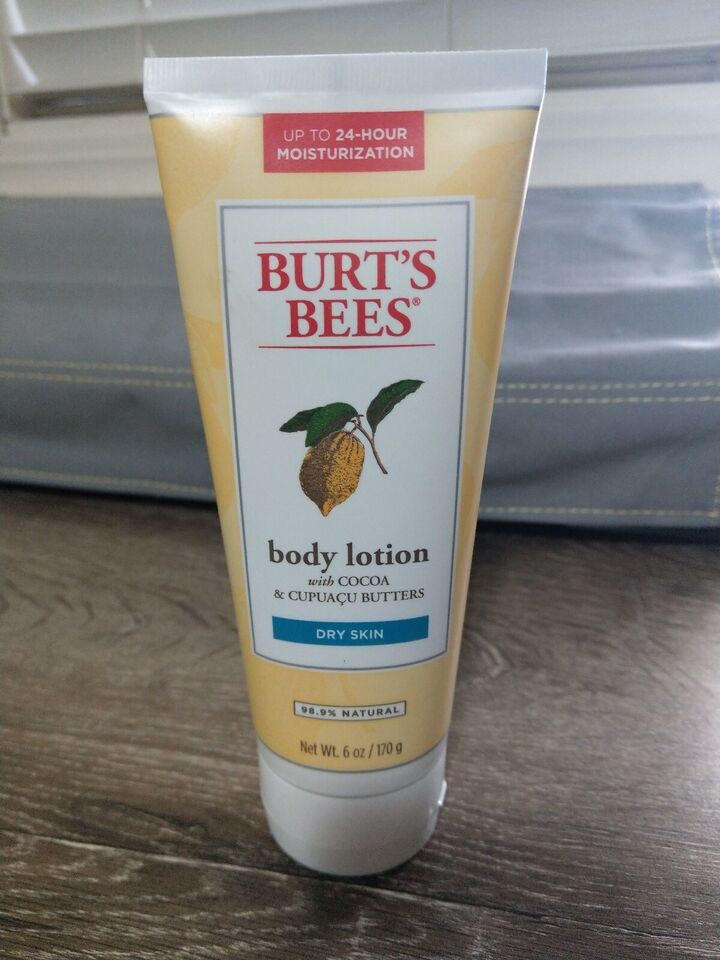 UP TO 24-HOUR
MOISTURIZATION
BURT'S
BEES®
body lotion
with COCOA
& CUPUAÇU BUTTERS
DRY SKIN
98.9% NATURAL
Net Wt. 6 oz / 170 g